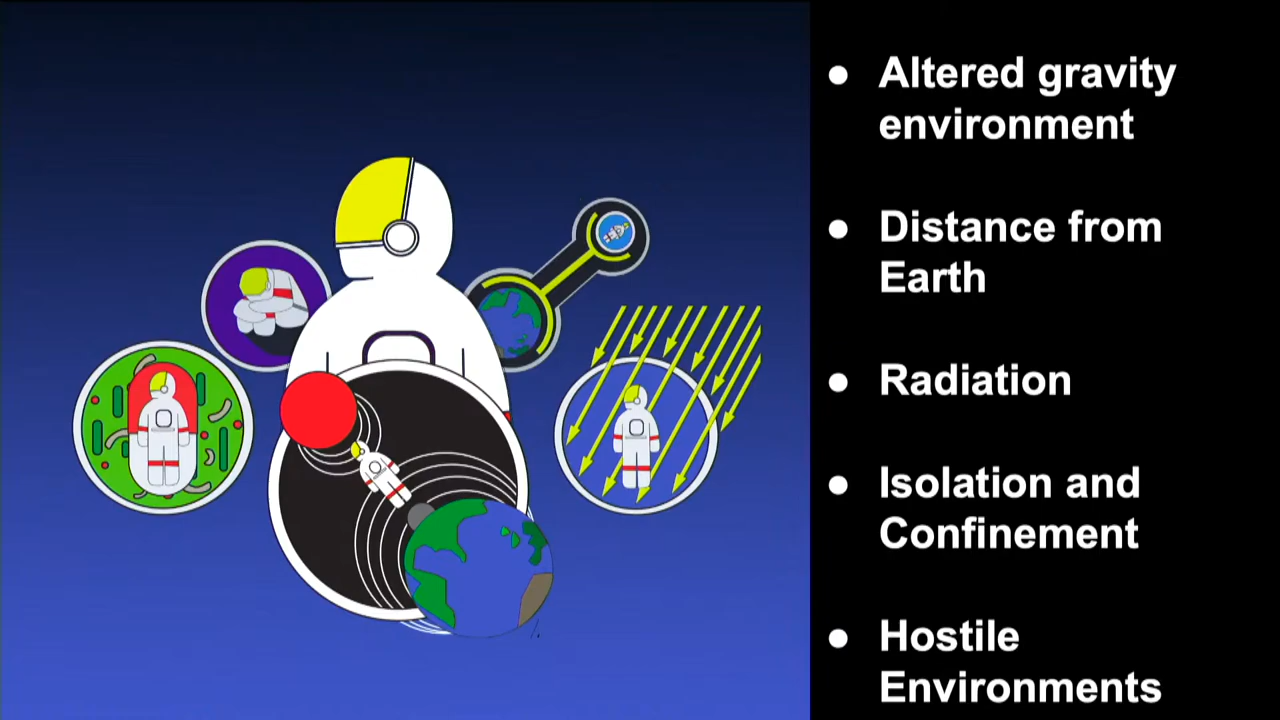 ● Altered gravity
environment
● Distance from
Earth
● Radiation
● Isolation and
Confinement
● Hostile
Environments